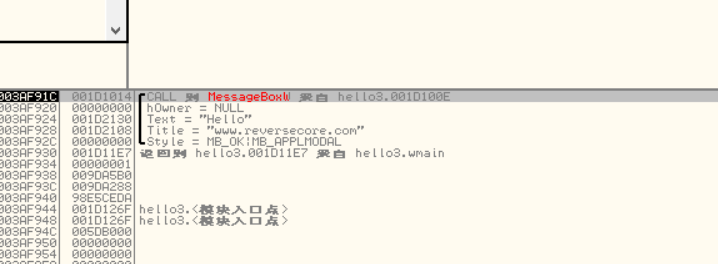 003AF91C 001D1014 CALL 到 MessageBoxW 来自 hello3.001D100E
003AF920 00000000 hOwner = NULL
003AF924 001D2130 Text = "Hello"
003AF928 001D2108 Title = "www.reversecore.com"
003AF92C 00000000 Style = MB_OK|MB_APPLMODAL
003AF930 001D11E7 返回到 hello3.001D11E7 来自 hello3.wmain
003AF934 00000001
003AF938 009DA5B0
003AF93C 009DA288
003AF940 98E5CEDA
003AF944 001D126F hello3.<模块入口点>
003AF948 001D126F hello3.<模块入口点>
003AF94C 005DB000
003AF950 00000000
003AF954 00000000